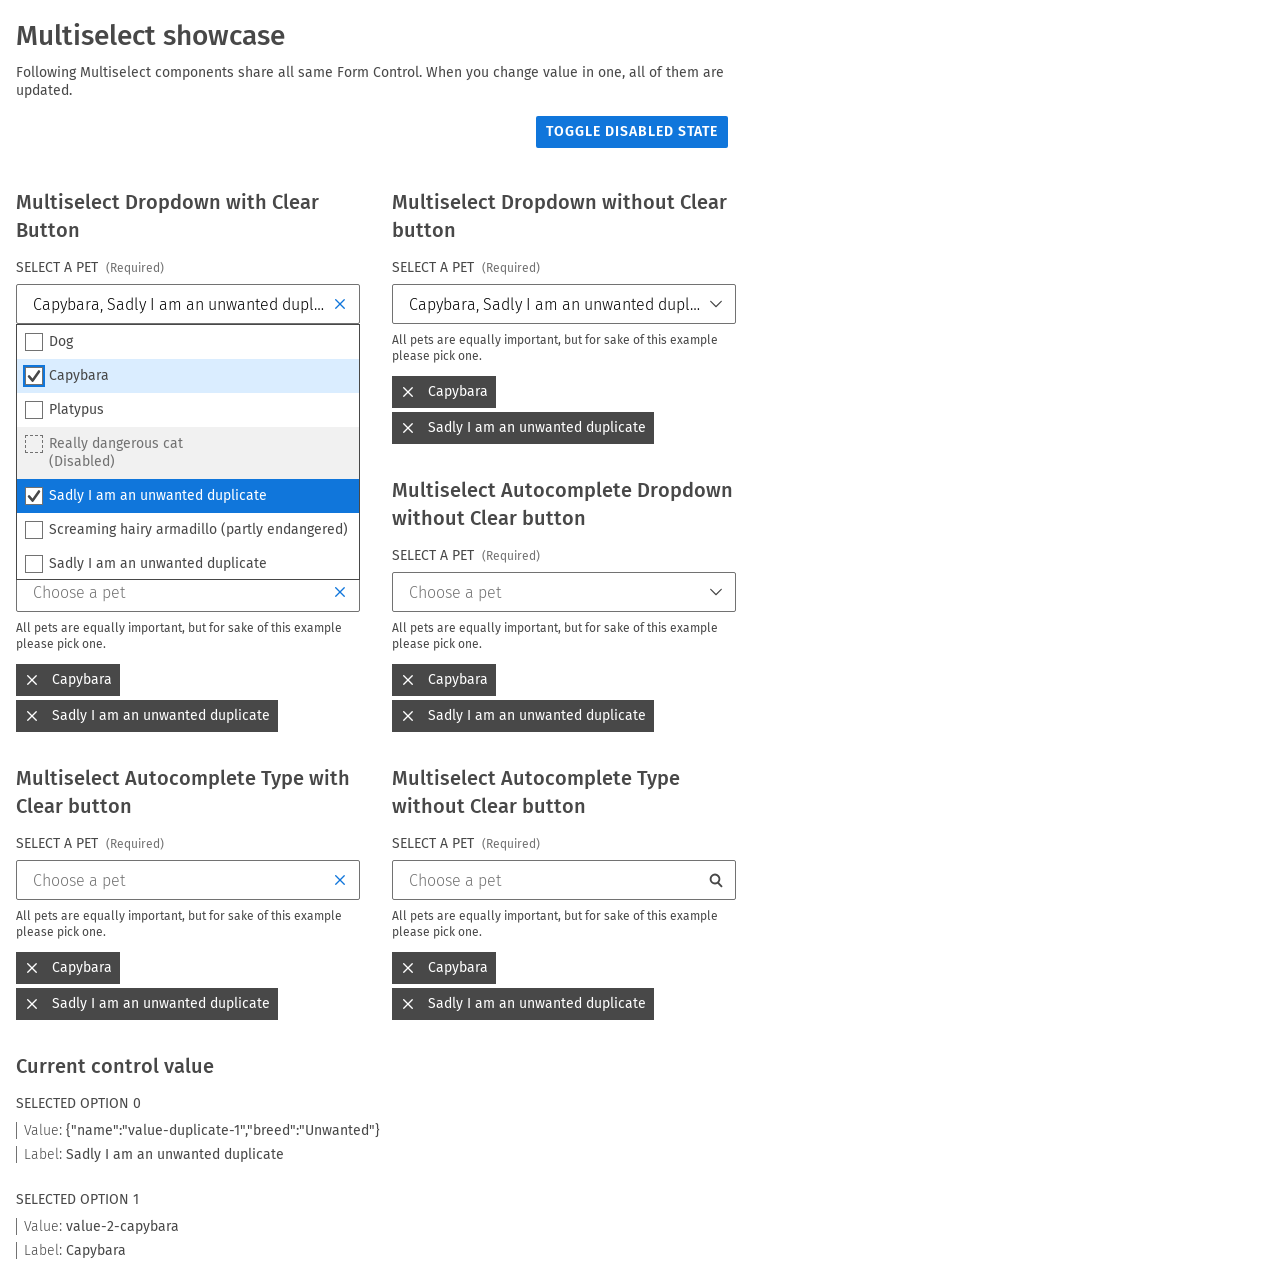 Multiselect showcase
Following Multiselect components share all same Form Control. When you change value in one, all of them are
updated.
TOGGLE DISABLED STATE
Multiselect Dropdown with Clear
Button
SELECT A PET (Required)
Capybara, Sadly I am an unwanted dupl...
Dog
Capybara
Platypus
Really dangerous cat
(Disabled)
Sadly I am an unwanted duplicate
Screaming hairy armadillo (partly endangered)
Sadly I am an unwanted duplicate
Multiselect Dropdown without Clear
button
SELECT A PET (Required)
Capybara, Sadly I am an unwanted dupl...
All pets are equally important, but for sake of this example
please pick one.
Capybara
Sadly I am an unwanted duplicate
Choose a pet
All pets are equally important, but for sake of this example
please pick one.
Capybara
Sadly I am an unwanted duplicate
Multiselect Autocomplete Dropdown
without Clear button
SELECT A PET (Required)
Choose a pet
All pets are equally important, but for sake of this example
please pick one.
Capybara
Sadly I am an unwanted duplicate
Multiselect Autocomplete Type with
Clear button
SELECT A PET (Required)
Choose a pet
All pets are equally important, but for sake of this example
please pick one.
Capybara
Sadly I am an unwanted duplicate
Multiselect Autocomplete Type
without Clear button
SELECT A PET (Required)
Choose a pet
All pets are equally important, but for sake of this example
please pick one.
Capybara
Sadly I am an unwanted duplicate
Current control value
SELECTED OPTION 0
Value: {"name":"value-duplicate-1","breed":"Unwanted"}
Label: Sadly I am an unwanted duplicate
SELECTED OPTION 1
Value: value-2-capybara
Label: Capybara